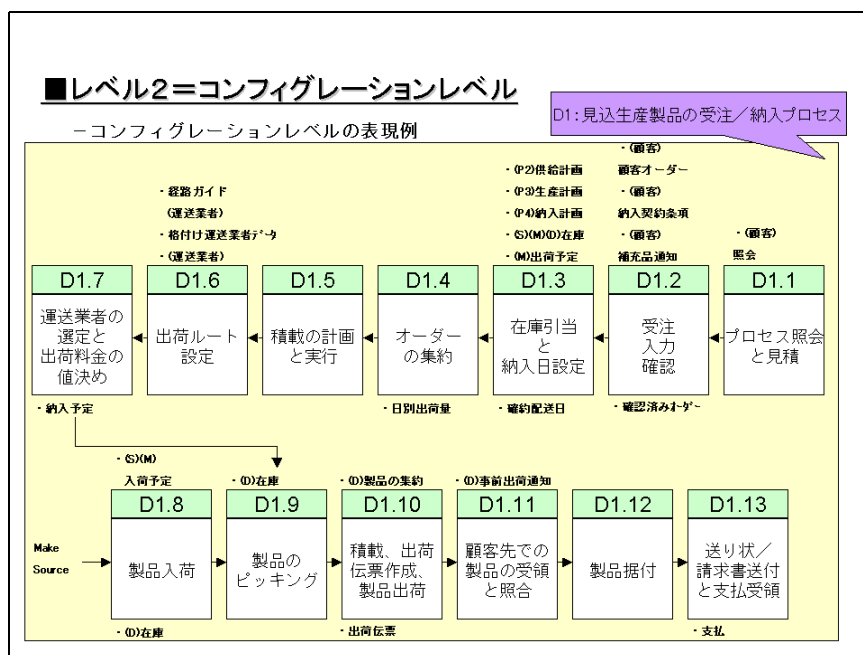 ■レベル2=コンフィグレーションレベル
D1:見込生産製品の受注/納入プロセス
-コンフィグレーションレベルの表現例
・経路ガイド
(運送業者)
・格付け運送業者データ
・(運送業者)
・(P2)供給計画
・(P3)生産計画
・(P4)納入計画
・(S)(M)(D)在庫
・(M)出荷予定
・(顧客)
顧客オーダー
・(顧客)
納入契約条項
・(顧客)
補充品通知
・(顧客)
照会
D1.7
運送業者の
選定と
出荷料金の
値決め
・納入予定
D1.6
出荷ルート
設定
D1.5
積載の計画
と実行
D1.4
オーダー
の集約
・日別出荷量
D1.3
在庫引当
と
納入日設定
・確約配送日
D1.2
受注
入力
確認
・確認済みオーダー
D1.1
プロセス照会
と見積
・(S)(M)
入荷予定
・(D)在庫
・(D)製品の集約
・(D)事前出荷通知
Make
Source
D1.8
製品入荷
・(D)在庫
D1.9
製品の
ピッキング
D1.10
積載、出荷
伝票作成、
製品出荷
・出荷伝票
D1.11
顧客先での
製品の受領
と照合
D1.12
製品据付
D1.13
送り状/
請求書送付
と支払受領
・支払